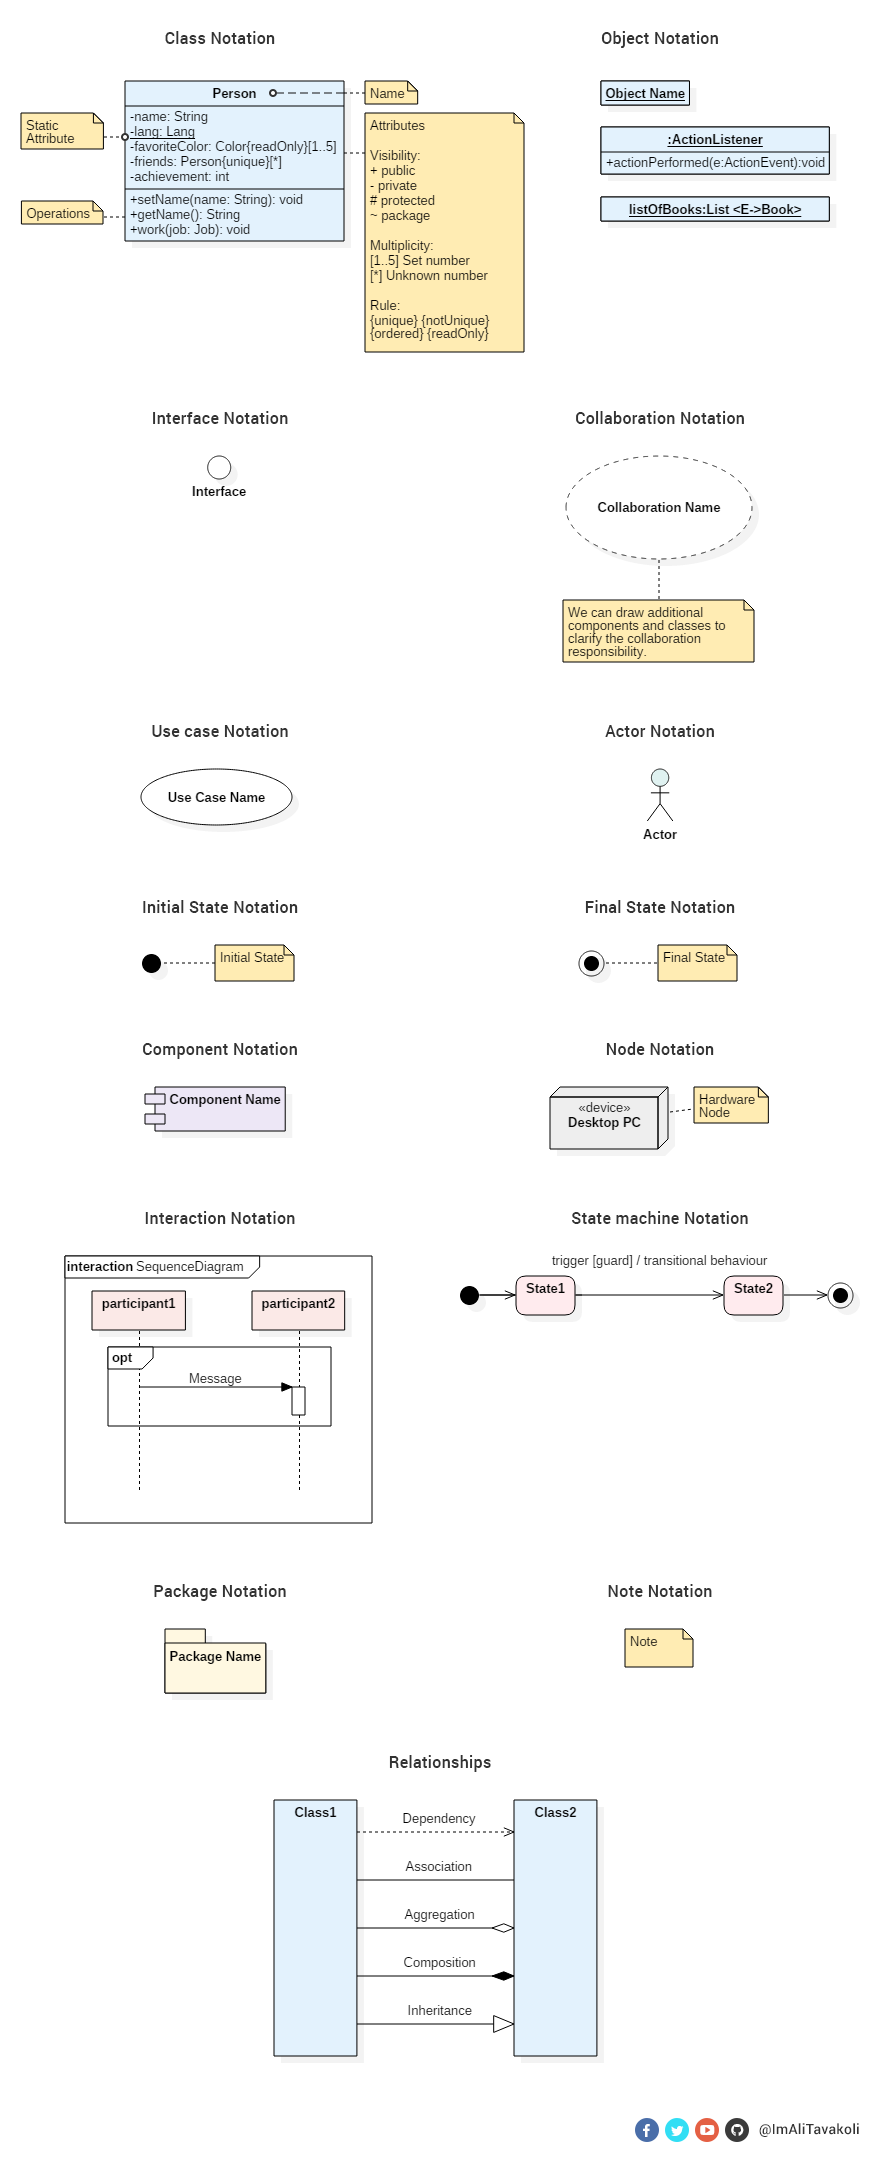 Class Notation
Object Notation
Person
Name
Static
Attribute
-name: String
-lang: Lang
-favoriteColor: Color{readOnly}[1..5]
-friends: Person{unique}[*]
-achievement: int
Operations
+setName(name: String): void
+getName(): String
+work(job: Job): void
Attributes
Visibility:
+ public
- private
# protected
~ package
Multiplicity:
[1..5] Set number
[*] Unknown number
Rule:
{unique} {notUnique}
{ordered} {readOnly}
Object Name
:ActionListener
+actionPerformed(e:ActionEvent):void
listOfBooks:List <E->Book>
Interface Notation
Interface
Collaboration Notation
Collaboration Name
We can draw additional
components and classes to
clarify the collaboration
responsibility.
Use case Notation
Use Case Name
Actor Notation
Actor
Initial State Notation
Initial State
Final State Notation
Final State
Component Notation
Component Name
Node Notation
«device»
Desktop PC
Hardware
Node
Interaction Notation
interaction SequenceDiagram
participant1
participant2
opt
Message
State machine Notation
trigger [guard] / transitional behaviour
State1
State2
Package Notation
Package Name
Note Notation
Note
Relationships
Class1
Class2
Dependency
Association
Aggregation
Composition
Inheritance
@ImAliTavakoli